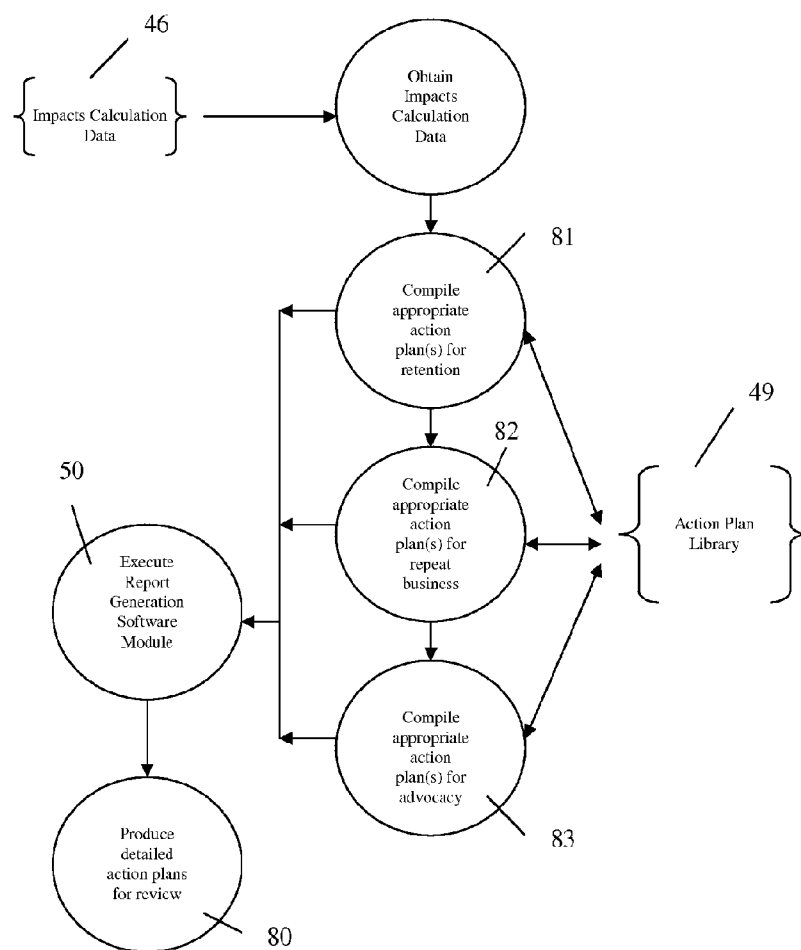 46
Impacts Calculation
Data
Obtain
Impacts
Calculation
Data
81
Compile
appropriate
action
plan(s) for
retention
82
Compile
appropriate
action
plan(s) for
repeat
business
49
Action Plan
Library
50
Execute
Report
Generation
Software
Module
Compile
appropriate
action
plan(s) for
advocacy
83
Produce
detailed
action plans
for review
80